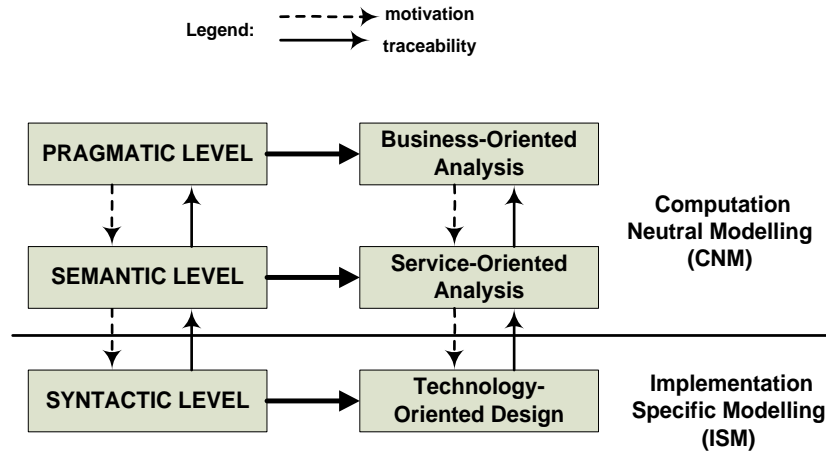 Legend:
motivation
traceability
PRAGMATIC LEVEL
Business-Oriented
Analysis
SEMANTIC LEVEL
Service-Oriented
Analysis
Computation
Neutral Modelling
(CNM)
SYNTACTIC LEVEL
Technology-
Oriented Design
Implementation
Specific Modelling
(ISM)